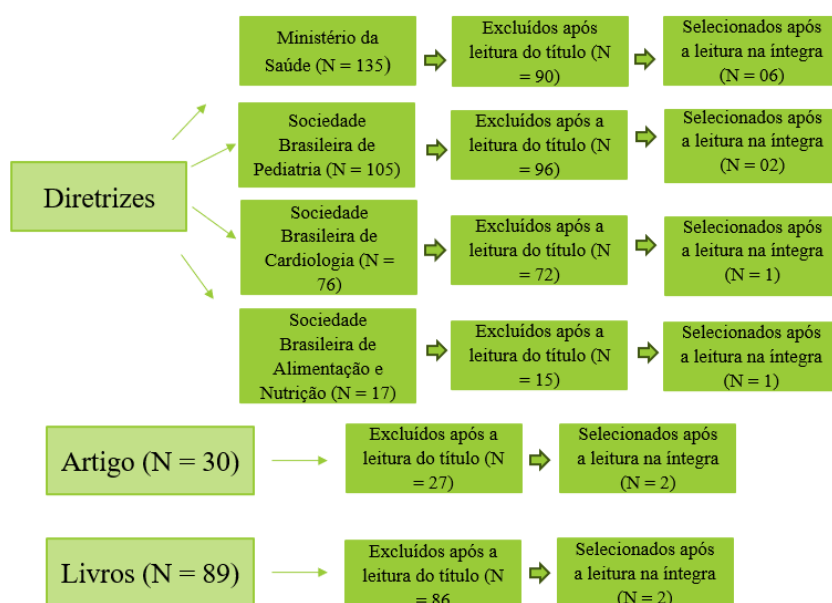 Ministério da
Saúde (N = 135)
Excluídos após
leitura do título (N
= 90)
Selecionados após
a leitura na íntegra
(N = 06)
Diretrizes
Sociedade
Brasileira de
Pediatria (N = 105)
Excluídos após a
leitura do título (N
= 96)
Selecionados após
a leitura na íntegra
(N = 02)
Sociedade
Brasileira de
Cardiologia (N =
76)
Excluídos após a
leitura do título (N
= 72)
Selecionados após
a leitura na íntegra
(N = 1)
Sociedade
Brasileira de
Alimentação e
Nutrição (N = 17)
Excluídos após a
leitura do título (N
= 15)
Selecionados após
a leitura na íntegra
(N = 1)
Artigo (N = 30)
Excluídos após a
leitura do título (N
= 27)
Selecionados após
a leitura na íntegra
(N = 2)
Livros (N = 89)
Excluídos após a
leitura do título (N
= 86
Selecionados após
a leitura na íntegra
(N = 2)